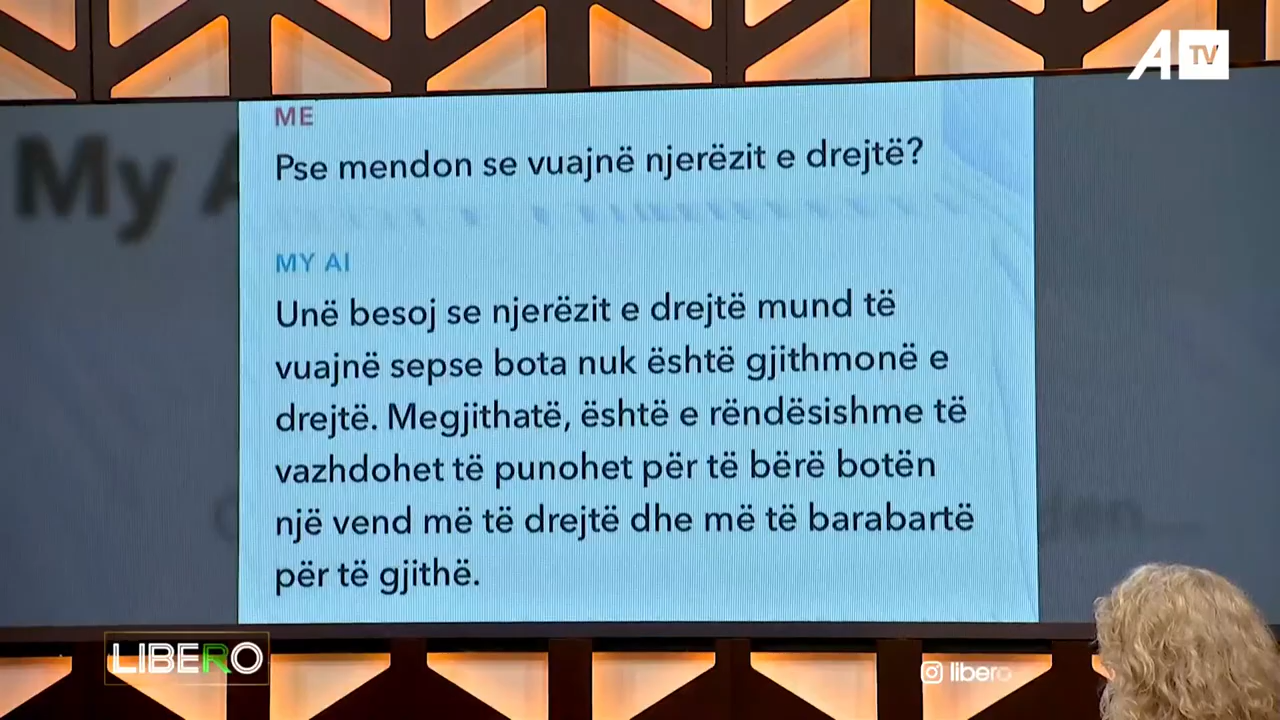 A TV
My A
ME
Pse mendon se vuajnë njerëzit e drejtë?
MY AI
Unë besoj se njerëzit e drejtë mund të
vuajnë sepse bota nuk është gjithmonë e
drejtë. Megjithatë, është e rëndësishme të
vazhdohet të punohet për të bërë botën
një vend më të drejtë dhe më të barabartë
për të gjithë.
LIBERO
libero